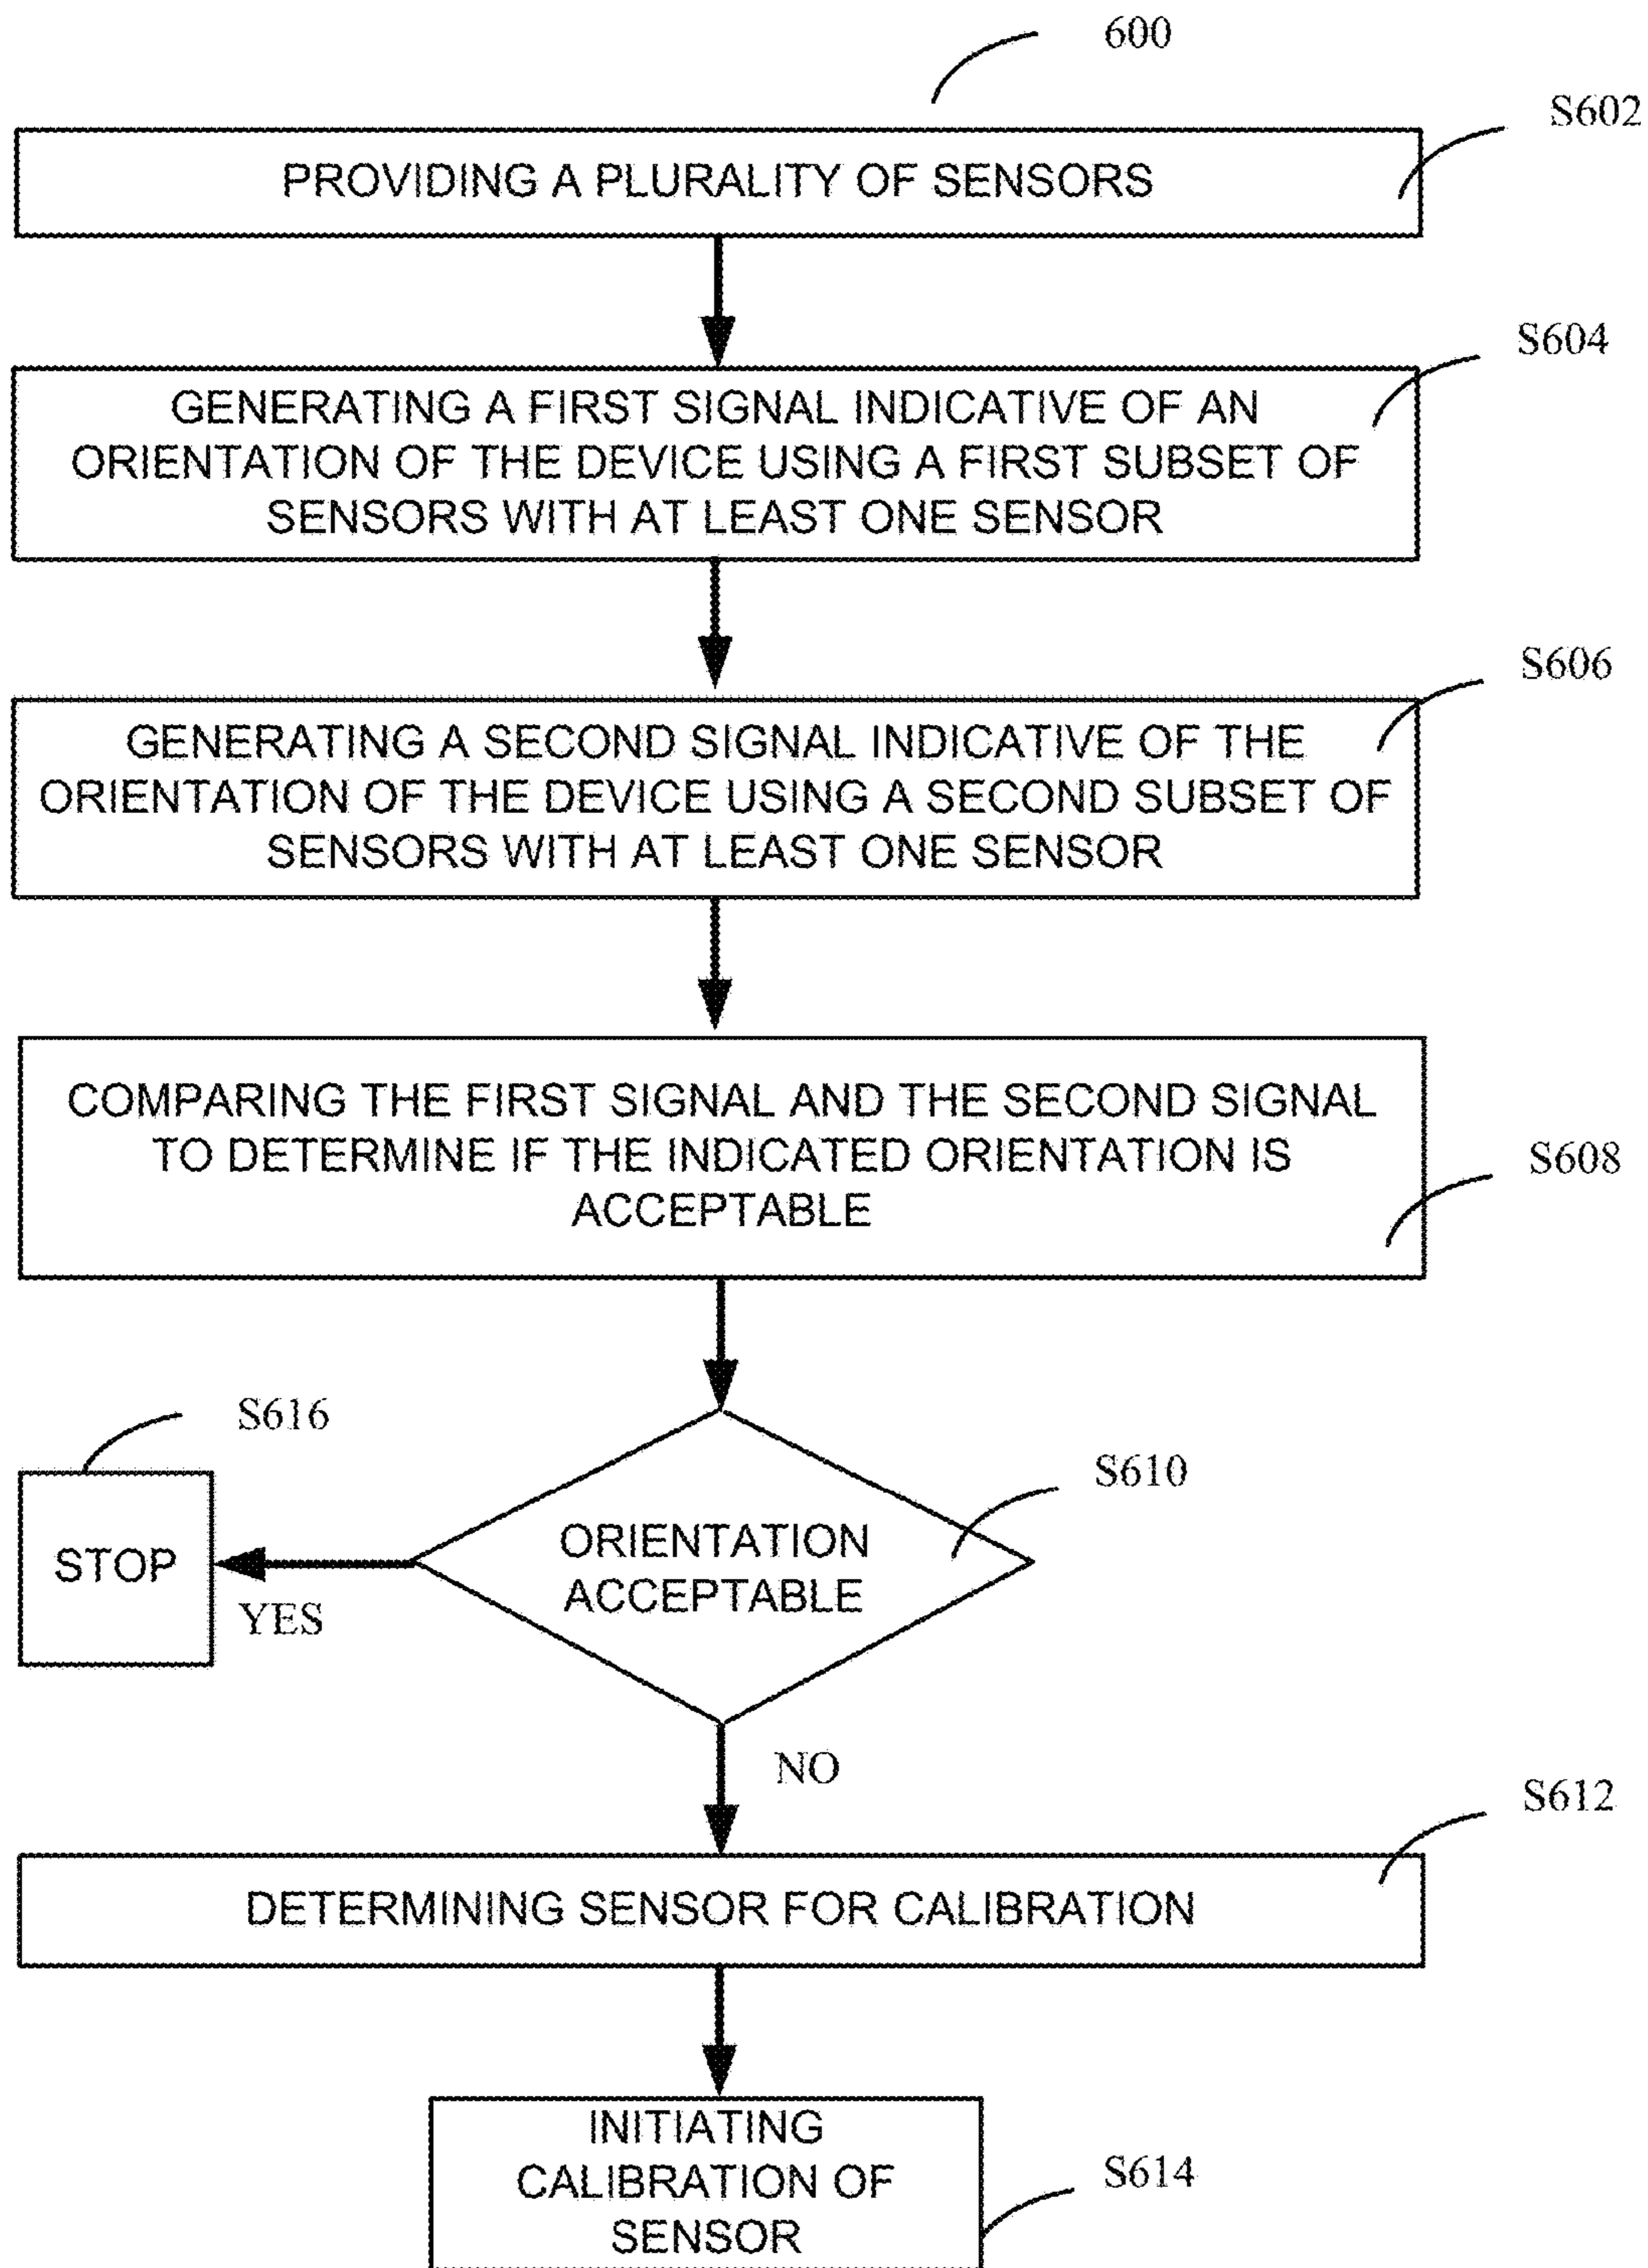 600
S602
PROVIDING A PLURALITY OF SENSORS
S604
GENERATING A FIRST SIGNAL INDICATIVE OF AN
ORIENTATION OF THE DEVICE USING A FIRST SUBSET OF
SENSORS WITH AT LEAST ONE SENSOR
S606
GENERATING A SECOND SIGNAL INDICATIVE OF THE
ORIENTATION OF THE DEVICE USING A SECOND SUBSET OF
SENSORS WITH AT LEAST ONE SENSOR
COMPARING THE FIRST SIGNAL AND THE SECOND SIGNAL
TO DETERMINE IF THE INDICATED ORIENTATION IS
ACCEPTABLE
S608
S616
S610
STOP
ORIENTATION
ACCEPTABLE
YES
NO
S612
DETERMINING SENSOR FOR CALIBRATION
INITIATING
CALIBRATION OF
SENSOR
S614